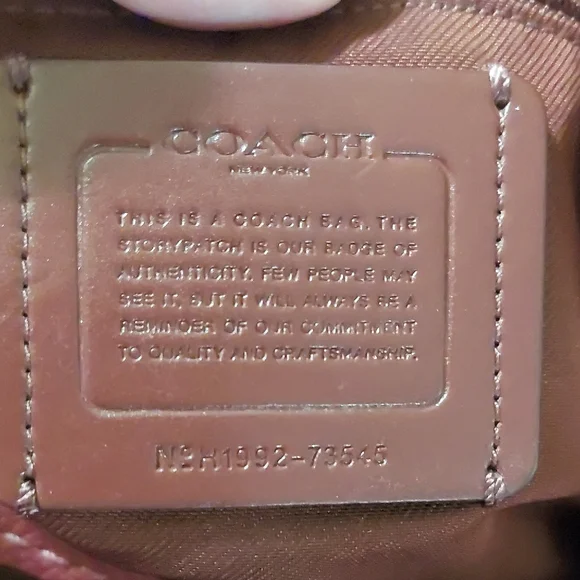 COACH
NEW YORK
THIS IS A COACH BAG. THE
STORYPATCH IS OUR BADGE OF
AUTHENTICITY. FEW PEOPLE MAY
SEE IT, BUT IT WILL ALWAYS BE A
REMINDER OF OUR COMMITMENT
TO QUALITY AND CRAFTSMANSHIP.
Nº H1992-73545